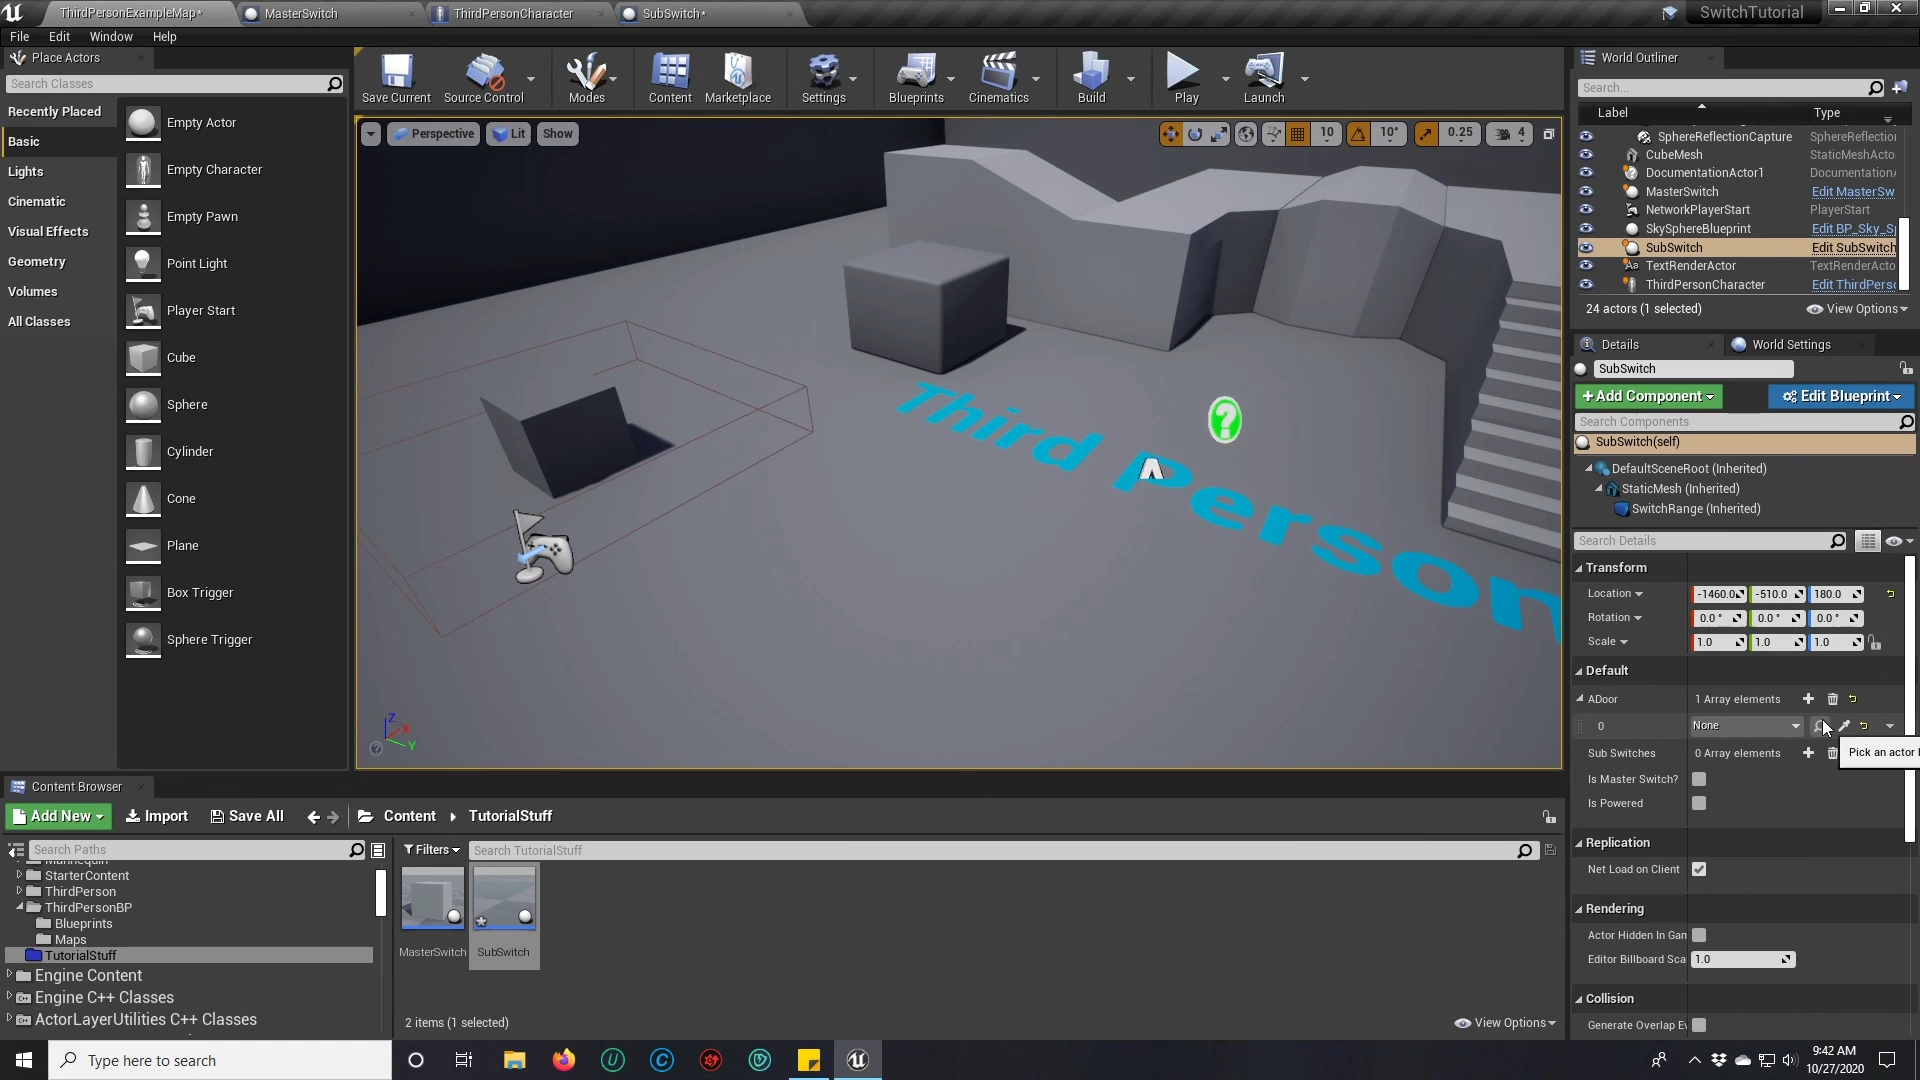 ThirdPersonExampleMap*
MasterSwitch
ThirdPersonCharacter
SubSwitch*
SwitchTutorial
File Edit Window Help
Place Actors
Search Classes
Recently Placed
Basic
Lights
Cinematic
Visual Effects
Geometry
Volumes
All Classes
Empty Actor
Empty Character
Empty Pawn
Point Light
Player Start
Cube
Sphere
Cylinder
Cone
Plane
Box Trigger
Sphere Trigger
Save Current Source Control Modes Content Marketplace Settings Blueprints Cinematics Build Play Launch
Perspective Lit Show
10 10° 0.25 4
Third Person
Z
X
Y
World Outliner
Search...
Label Type
SphereReflectionCapture SphereReflectio
CubeMesh StaticMeshActo
DocumentationActor1 Documentation
MasterSwitch Edit MasterSw
NetworkPlayerStart PlayerStart
SkySphereBlueprint Edit BP_Sky_S
SubSwitch Edit SubSwitch
TextRenderActor TextRenderActo
ThirdPersonCharacter Edit ThirdPers
24 actors (1 selected) View Options
Details World Settings
SubSwitch
+Add Component Edit Blueprint
Search Components
SubSwitch(self)
DefaultSceneRoot (Inherited)
StaticMesh (Inherited)
SwitchRange (Inherited)
Search Details
Transform
Location -1460.0 -510.0 180.0
Rotation 0.0 ° 0.0 ° 0.0 °
Scale 1.0 1.0 1.0
Default
ADoor 1 Array elements
0 None
Pick an actor
Sub Switches 0 Array elements
Is Master Switch?
Is Powered
Replication
Net Load on Client
Rendering
Actor Hidden In Gam
Editor Billboard Sca 1.0
Collision
Generate Overlap Ev
Content Browser
Add New Import Save All Content TutorialStuff
Search Paths
Filters Search TutorialStuff
StarterContent
ThirdPerson
ThirdPersonBP
Blueprints
Maps
TutorialStuff
Engine Content
Engine C++ Classes
ActorLayerUtilities C++ Classes
MasterSwitch SubSwitch
2 items (1 selected) View Options
Type here to search
9:42 AM
10/27/2020